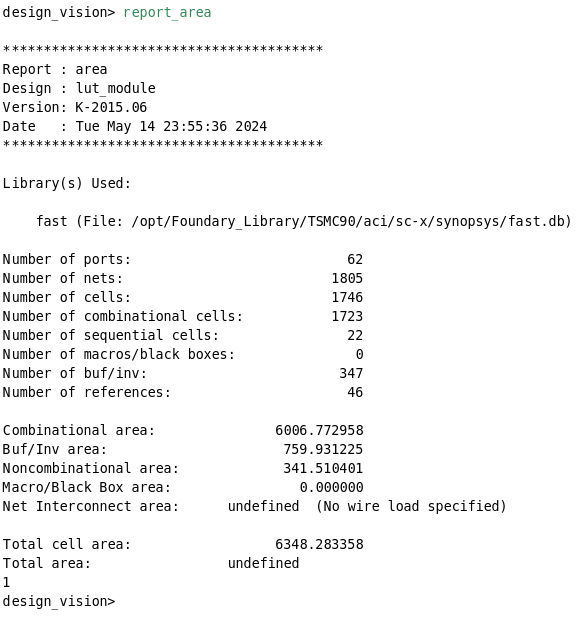 design_vision> report_area
****************************************
Report : area
Design : lut_module
Version: K-2015.06
Date   : Tue May 14 23:55:36 2024
****************************************
Library(s) Used:
    fast (File: /opt/Foundary_Library/TSMC90/aci/sc-x/synopsys/fast.db)
Number of ports:                           62
Number of nets:                          1805
Number of cells:                         1746
Number of combinational cells:           1723
Number of sequential cells:                22
Number of macros/black boxes:               0
Number of buf/inv:                        347
Number of references:                      46
Combinational area:               6006.772958
Buf/Inv area:                      759.931225
Noncombinational area:             341.510401
Macro/Black Box area:                0.000000
Net Interconnect area:      undefined  (No wire load specified)
Total cell area:                  6348.283358
Total area:                 undefined
1
design_vision>